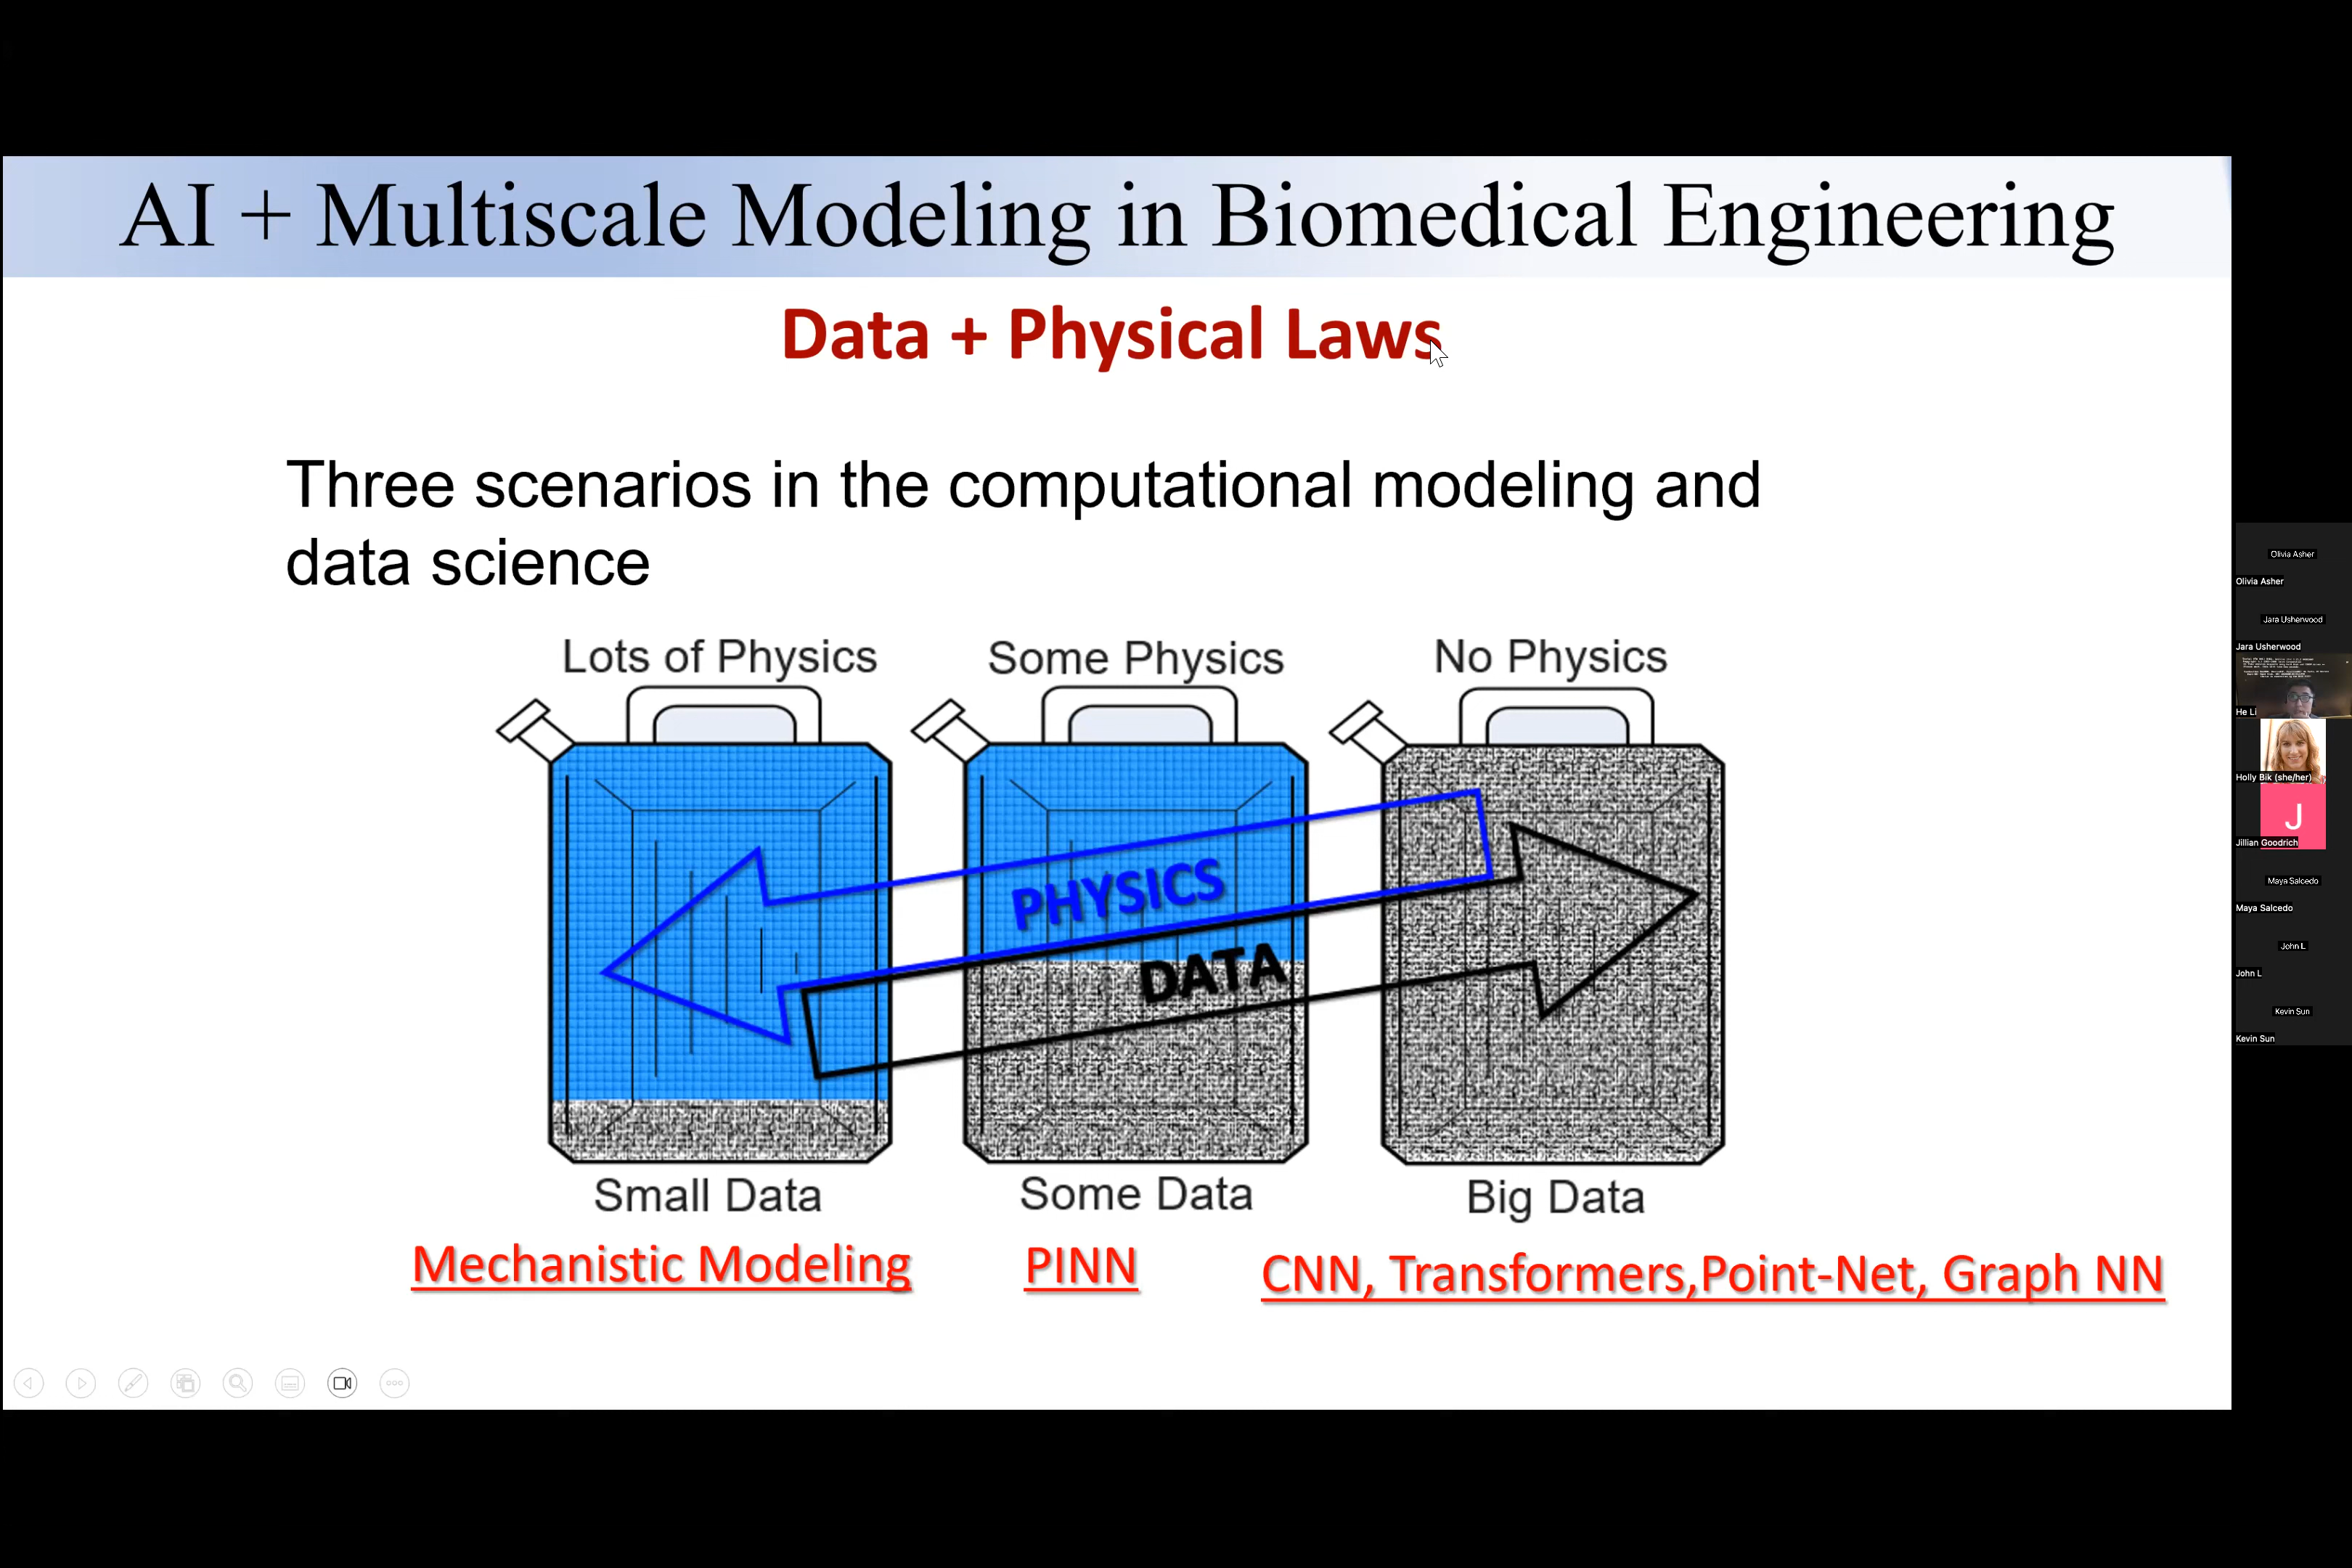 AI + Multiscale Modeling in Biomedical Engineering
Data + Physical Laws
Three scenarios in the computational modeling and
data science
Lots of Physics
Some Physics
No Physics
PHYSICS
DATA
Small Data
Some Data
Big Data
Mechanistic Modeling
PINN
CNN, Transformers,Point-Net, Graph NN
Olivia Asher
Olivia Asher
Jara Usherwood
Jara Usherwood
He Li
Holly Bik (she/her)
J
Jillian Goodrich
Maya Salcedo
Maya Salcedo
John L
John L
Kevin Sun
Kevin Sun